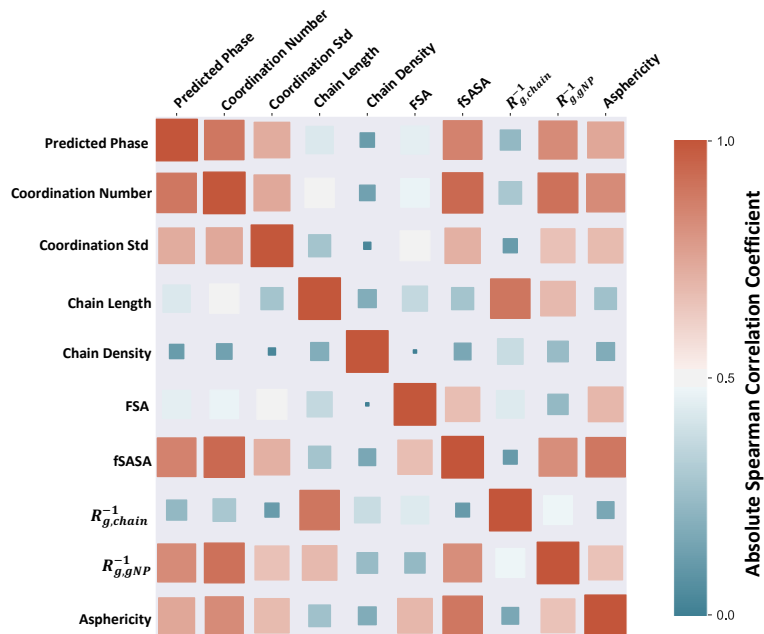 Predicted Phase
Coordination Number
Coordination Std
Chain Length
Chain Density
FSA
fSASA
R_{g,chain}^{-1}
R_{g,gNP}^{-1}
Asphericity
Predicted Phase
Coordination Number
Coordination Std
Chain Length
Chain Density
FSA
fSASA
R_{g,chain}^{-1}
R_{g,gNP}^{-1}
Asphericity
1.0
0.5
0.0
Absolute Spearman Correlation Coefficient